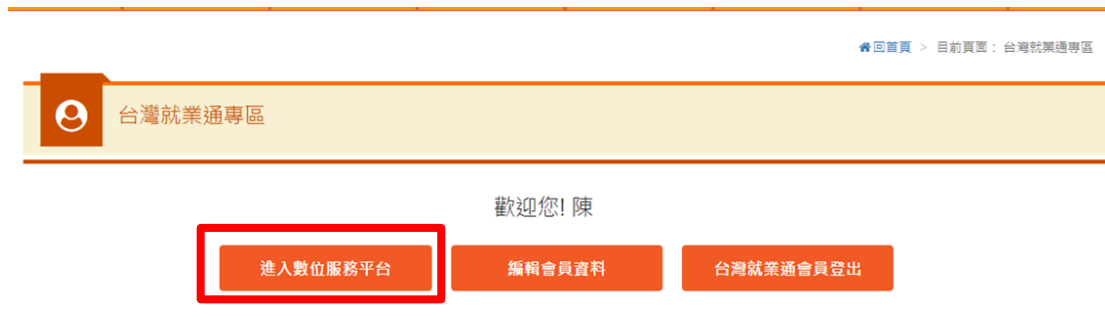 回首頁 > 目前頁面：台灣就業通專區
台灣就業通專區
歡迎您! 陳
進入數位服務平台 編輯會員資料 台灣就業通會員登出